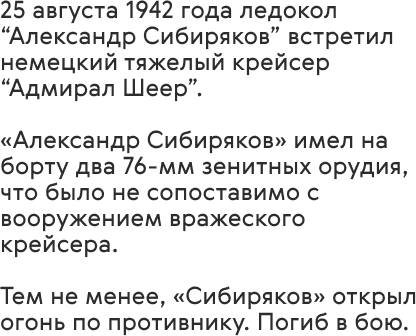 25 августа 1942 года ледокол
“Александр Сибиряков” встретил
немецкий тяжелый крейсер
“Адмирал Шеер”.
«Александр Сибиряков» имел на
борту два 76-мм зенитных орудия,
что было не сопоставимо с
вооружением вражеского
крейсера.
Тем не менее, «Сибиряков» открыл
огонь по противнику. Погиб в бою.